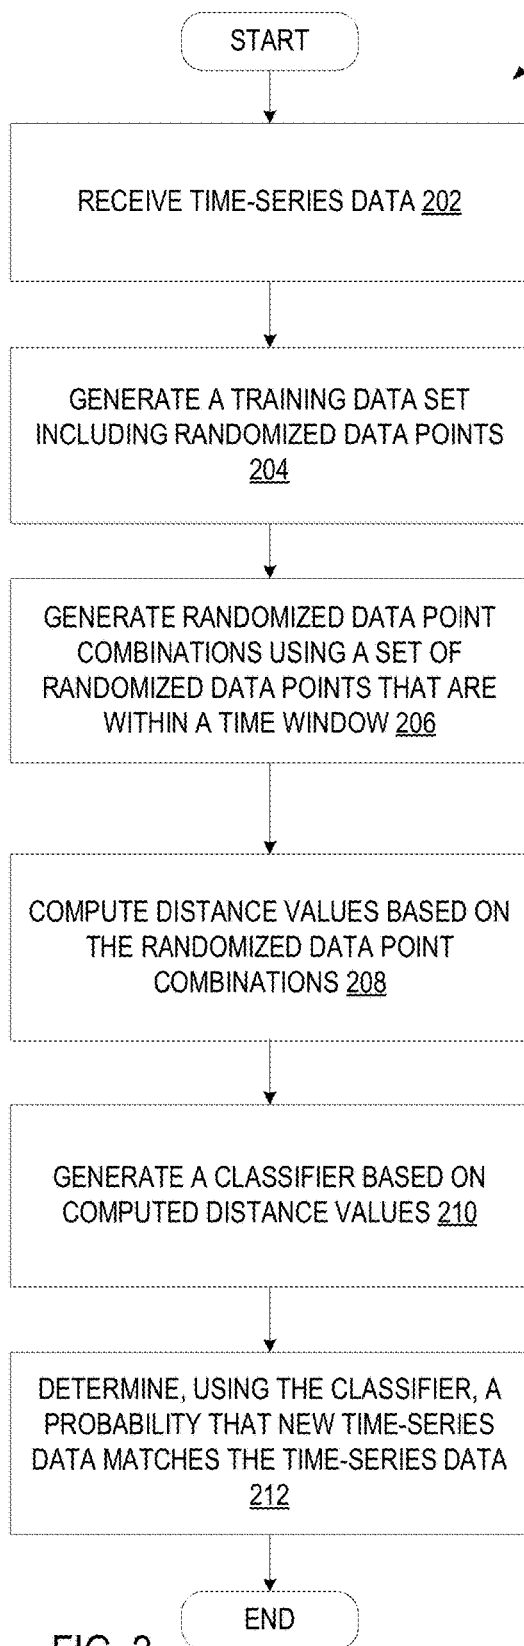 START
RECEIVE TIME-SERIES DATA 202
GENERATE A TRAINING DATA SET
INCLUDING RANDOMIZED DATA POINTS
204
GENERATE RANDOMIZED DATA POINT
COMBINATIONS USING A SET OF
RANDOMIZED DATA POINTS THAT ARE
WITHIN A TIME WINDOW 206
COMPUTE DISTANCE VALUES BASED ON
THE RANDOMIZED DATA POINT
COMBINATIONS 208
GENERATE A CLASSIFIER BASED ON
COMPUTED DISTANCE VALUES 210
DETERMINE, USING THE CLASSIFIER, A
PROBABILITY THAT NEW TIME-SERIES
DATA MATCHES THE TIME-SERIES DATA
212
END
FIG. 2